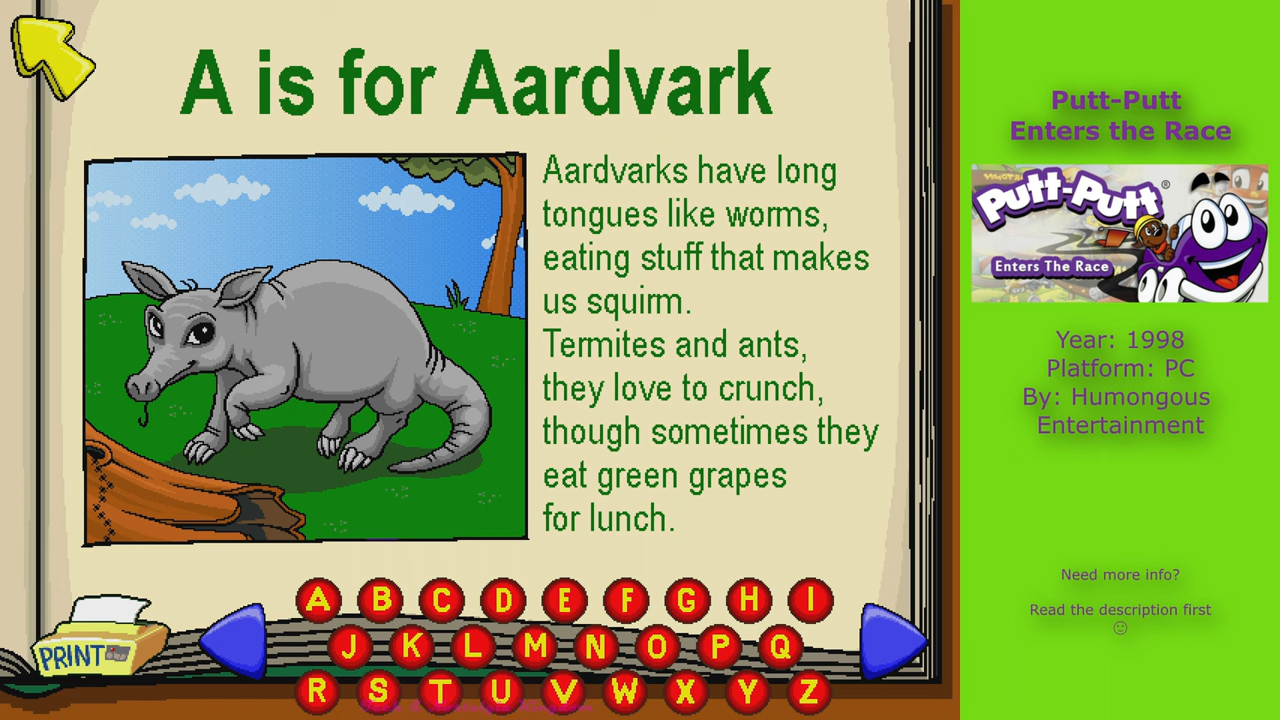 A is for Aardvark
Aardvarks have long
tongues like worms,
eating stuff that makes
us squirm.
Termites and ants,
they love to crunch,
though sometimes they
eat green grapes
for lunch.
PRINT
A B C D E F G H I
J K L M N O P Q
R S T U V W X Y Z
Putt-Putt
Enters the Race
Putt-Putt®
Enters The Race
Year: 1998
Platform: PC
By: Humongous
Entertainment
Need more info?
Read the description first